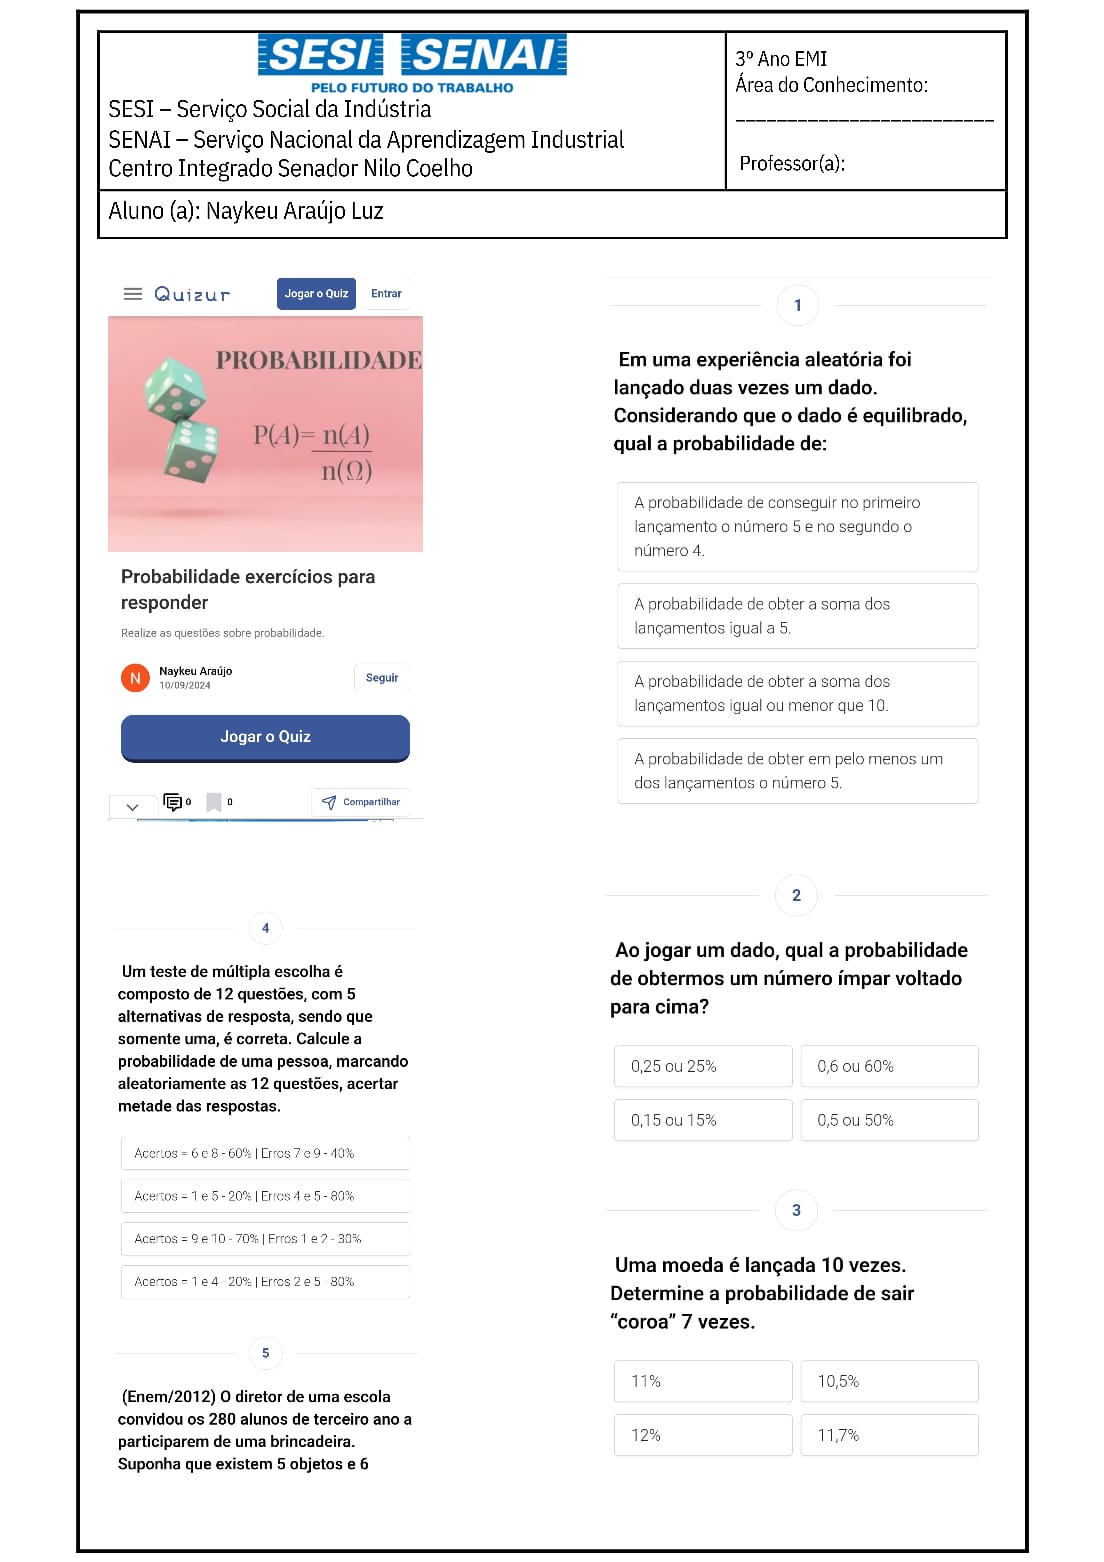 SESI SENAI
PELO FUTURO DO TRABALHO
SESI – Serviço Social da Indústria
SENAI – Serviço Nacional da Aprendizagem Industrial
Centro Integrado Senador Nilo Coelho
3º Ano EMI
Área do Conhecimento:
__________________________
Professor(a):
Aluno (a): Naykeu Araújo Luz
Quizur
Jogar o Quiz
Entrar
PROBABILIDADE
P(A)= n(A)
n(Ω)
Probabilidade exercícios para
responder
Realize as questões sobre probabilidade.
N
Naykeu Araújo
10/09/2024
Seguir
Jogar o Quiz
0
0
Compartilhar
1
Em uma experiência aleatória foi
lançado duas vezes um dado.
Considerando que o dado é equilibrado,
qual a probabilidade de:
A probabilidade de conseguir no primeiro
lançamento o número 5 e no segundo o
número 4.
A probabilidade de obter a soma dos
lançamentos igual a 5.
A probabilidade de obter a soma dos
lançamentos igual ou menor que 10.
A probabilidade de obter em pelo menos um
dos lançamentos o número 5.
2
Ao jogar um dado, qual a probabilidade
de obtermos um número ímpar voltado
para cima?
0,25 ou 25%
0,6 ou 60%
0,15 ou 15%
0,5 ou 50%
3
Uma moeda é lançada 10 vezes.
Determine a probabilidade de sair
“coroa” 7 vezes.
11%
10,5%
12%
11,7%
4
Um teste de múltipla escolha é
composto de 12 questões, com 5
alternativas de resposta, sendo que
somente uma, é correta. Calcule a
probabilidade de uma pessoa, marcando
aleatoriamente as 12 questões, acertar
metade das respostas.
Acertos = 6 e 8 - 60% | Erros 7 e 9 - 40%
Acertos = 1 e 5 - 20% | Erros 4 e 5 - 80%
Acertos = 9 e 10 - 70% | Erros 1 e 2 - 30%
Acertos = 1 e 4 - 20% | Erros 2 e 5 - 80%
5
(Enem/2012) O diretor de uma escola
convidou os 280 alunos de terceiro ano a
participarem de uma brincadeira.
Suponha que existem 5 objetos e 6